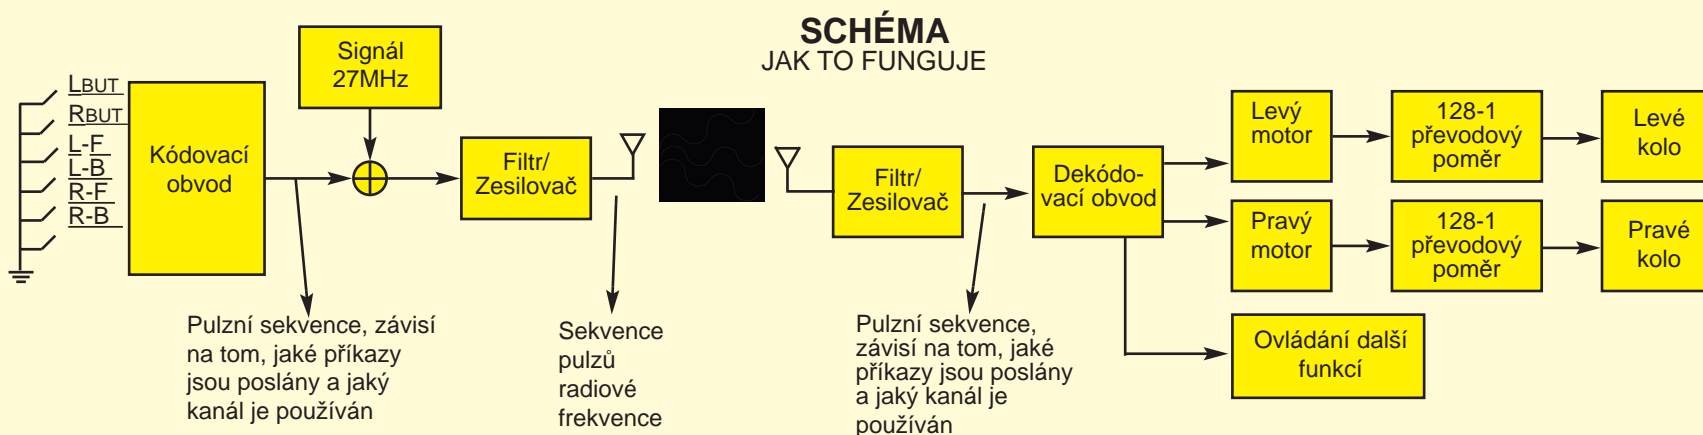 SCHÉMA
JAK TO FUNGUJE
LBUT
RBUT
L-F
L-B
R-F
R-B
Kódovací
obvod
Signál
27MHz
Filtr/
Zesilovač
Filtr/
Zesilovač
Dekódo-
vací obvod
Levý
motor
128-1
převodový
poměr
Levé
kolo
Pravý
motor
128-1
převodový
poměr
Pravé
kolo
Ovládání další
funkcí
Pulzní sekvence, závisí
na tom, jaké příkazy
jsou poslány a jaký
kanál je používán
Sekvence
pulzů
radiové
frekvence
Pulzní sekvence,
závisí na tom, jaké
příkazy jsou poslány
a jaký kanál je
používán